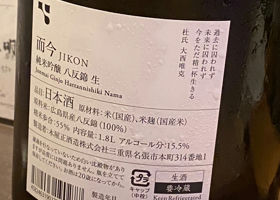 過去に囚われず
未来に囚われず
今をただ精一杯生きる
杜氏 大西唯克
而今 JIKON
純米吟醸 八反錦 生
Junmai Ginjo Hattannishiki Nama
品目 日本酒 原材料:米(国産)、米麹(国産米)
原料米:広島県産八反錦(100%)
精米歩合:55% 内容量:1.8L アルコール分:15.5%
木屋正酒造合資会社 三重県名張市本町314番地1
製造年月
キャップ
(中栓)
生酒
要冷蔵
Keep Refrigerated